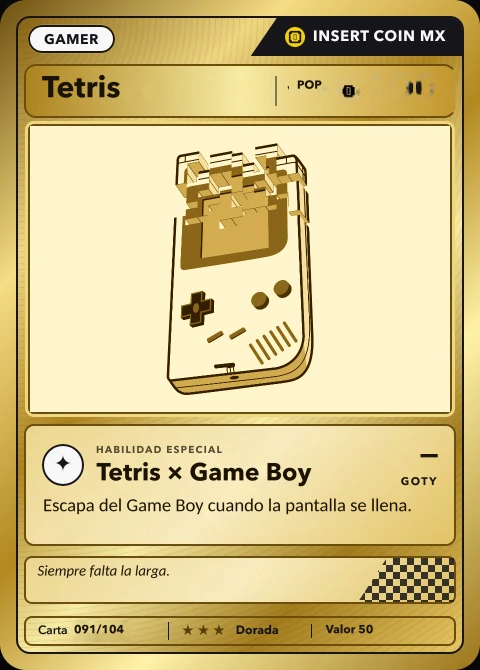 GAMER
INSERT COIN MX
Tetris
POP
HABILIDAD ESPECIAL
Tetris × Game Boy
–
GOTY
Escapa del Game Boy cuando la pantalla se llena.
Siempre falta la larga.
Carta 091/104 ★★★ Dorada Valor 50